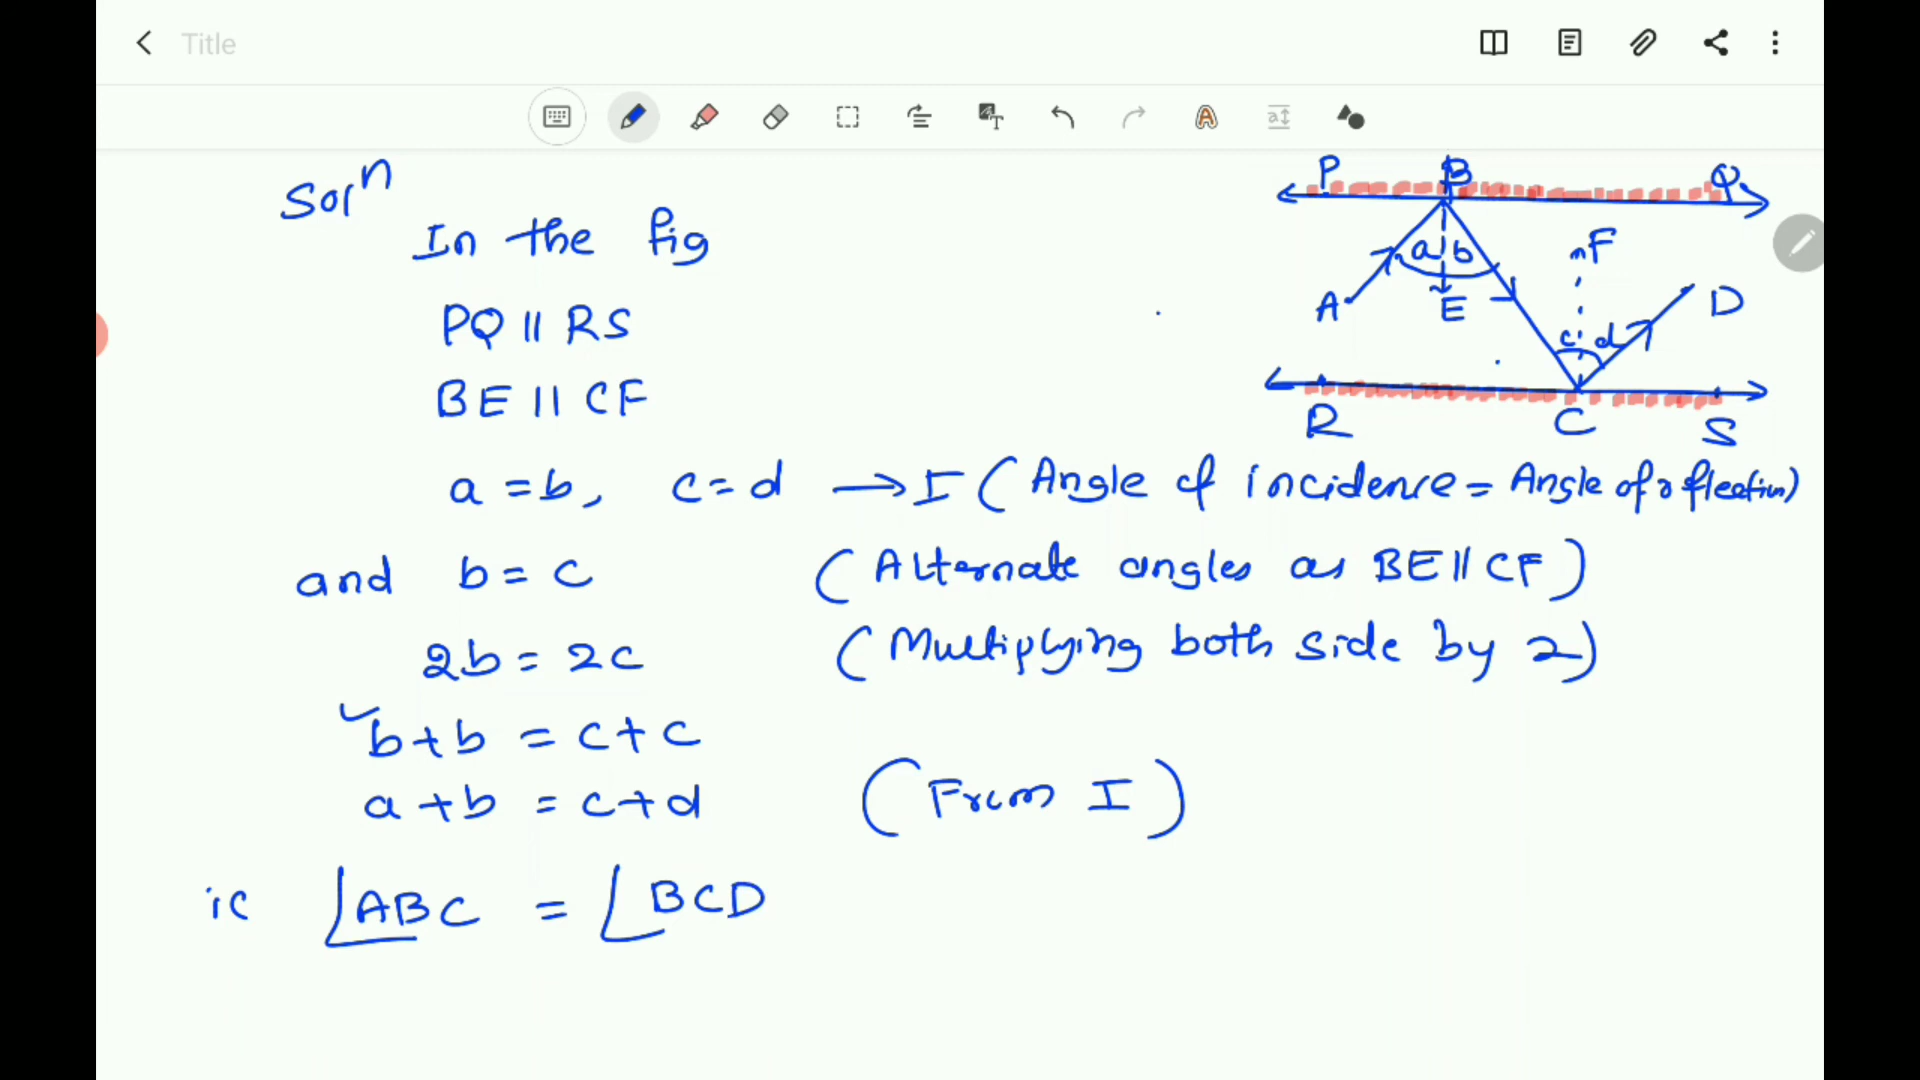 Title
Solⁿ
In the fig
PQ || RS
BE || CF
a = b, c = d → I (Angle of incidence = Angle of reflection)
and b = c (Alternate angles as BE || CF)
2b = 2c (Multiplying both side by 2)
b + b = c + c
a + b = c + d (From I)
ie ∠ABC = ∠BCD
P B Q
a b F
A E D
c d
R C S